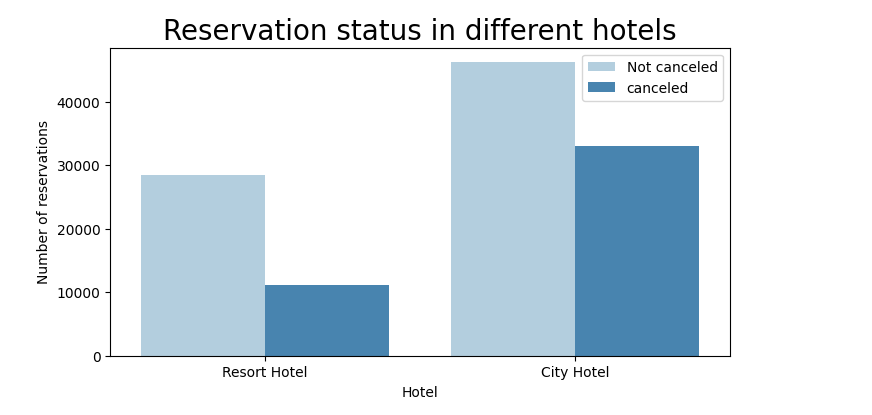 Reservation status in different hotels
Not canceled
canceled
Number of reservations
40000
30000
20000
10000
0
Resort Hotel
City Hotel
Hotel